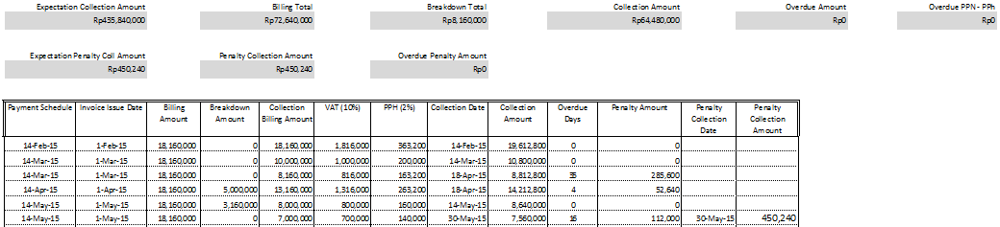 Expectation Collection Amount Billing Total Breakdown Total Collection Amount Overdue Amount Overdue PPN - PPh
Rp435,840,000 Rp72,640,000 Rp8,160,000 Rp64,480,000 Rp0 Rp0
Expectation Penalty Coll Amount Penalty Collection Amount Overdue Penalty Amount
Rp450,240 Rp450,240 Rp0
Payment Schedule Invoice Issue Date Billing Breakdown Collection VAT (10%) PPH (2%) Collection Date Collection Overdue Penalty Amount Penalty Penalty
Amount Amount Billing Amount Amount Days Collection Collection
Date Amount
14-Feb-15 1-Feb-15 18,160,000 0 18,160,000 1,816,000 363,200 14-Feb-15 19,612,800 0 0
14-Mar-15 1-Mar-15 18,160,000 0 10,000,000 1,000,000 200,000 14-Mar-15 10,800,000 0 0
14-Mar-15 1-Mar-15 18,160,000 0 8,160,000 816,000 163,200 18-Apr-15 8,812,800 35 285,600
14-Apr-15 1-Apr-15 18,160,000 5,000,000 13,160,000 1,316,000 263,200 18-Apr-15 14,212,800 4 52,640
14-May-15 1-May-15 18,160,000 3,160,000 8,000,000 800,000 160,000 14-May-15 8,640,000 0 0
14-May-15 1-May-15 18,160,000 0 7,000,000 700,000 140,000 30-May-15 7,560,000 16 112,000 30-May-15 450,240